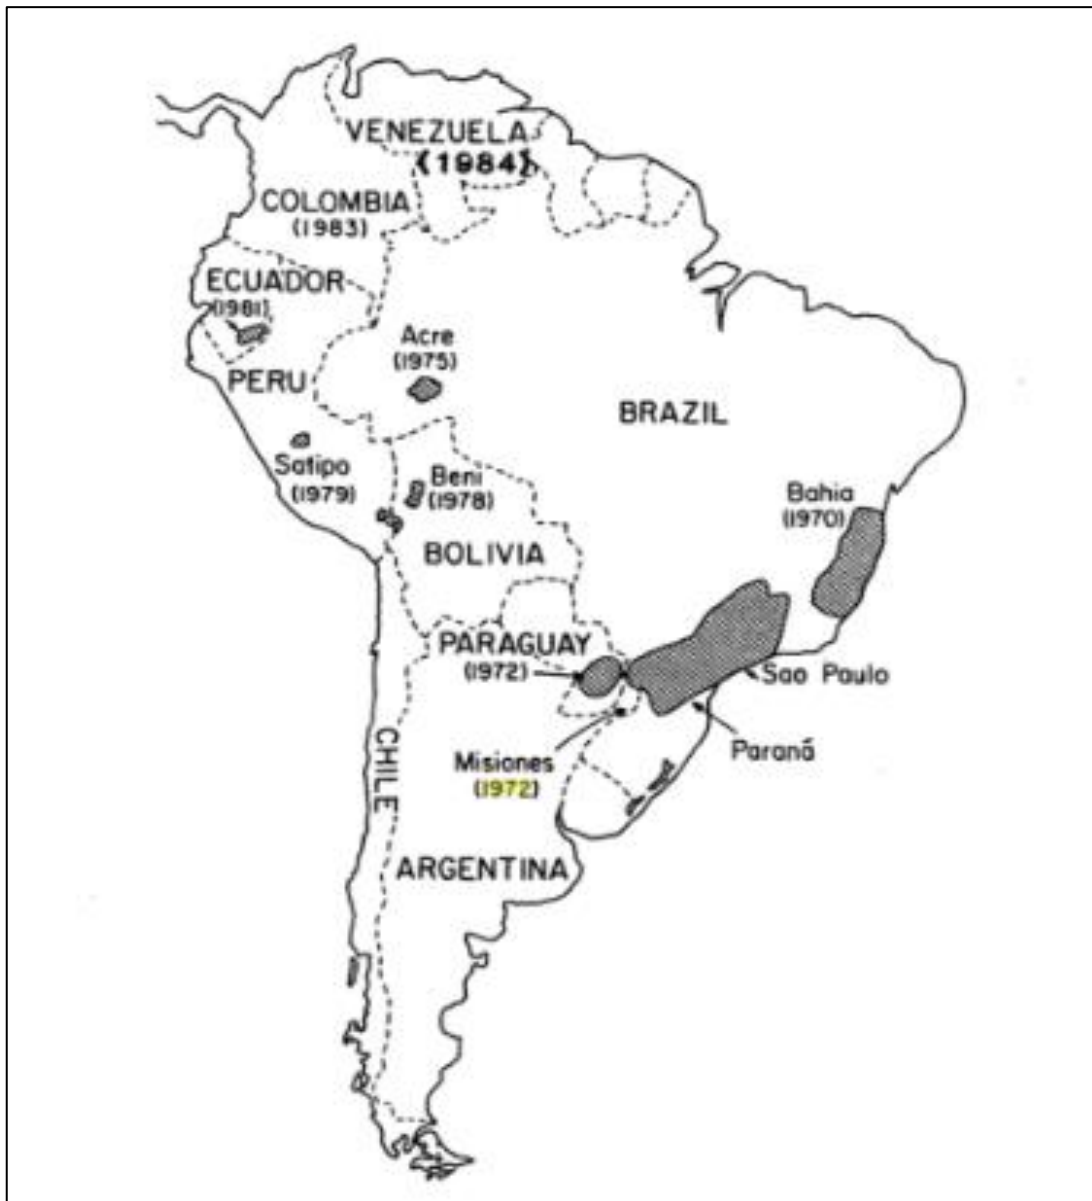 VENEZUELA
(1984)
COLOMBIA
(1983)
ECUADOR
(1981)
Acre
(1975)
PERU
BRAZIL
Satipo
(1979)
Beni
(1978)
Bahia
(1970)
BOLIVIA
PARAGUAY
(1972)
Sao Paulo
Paraná
Misiones
(1972)
CHILE
ARGENTINA